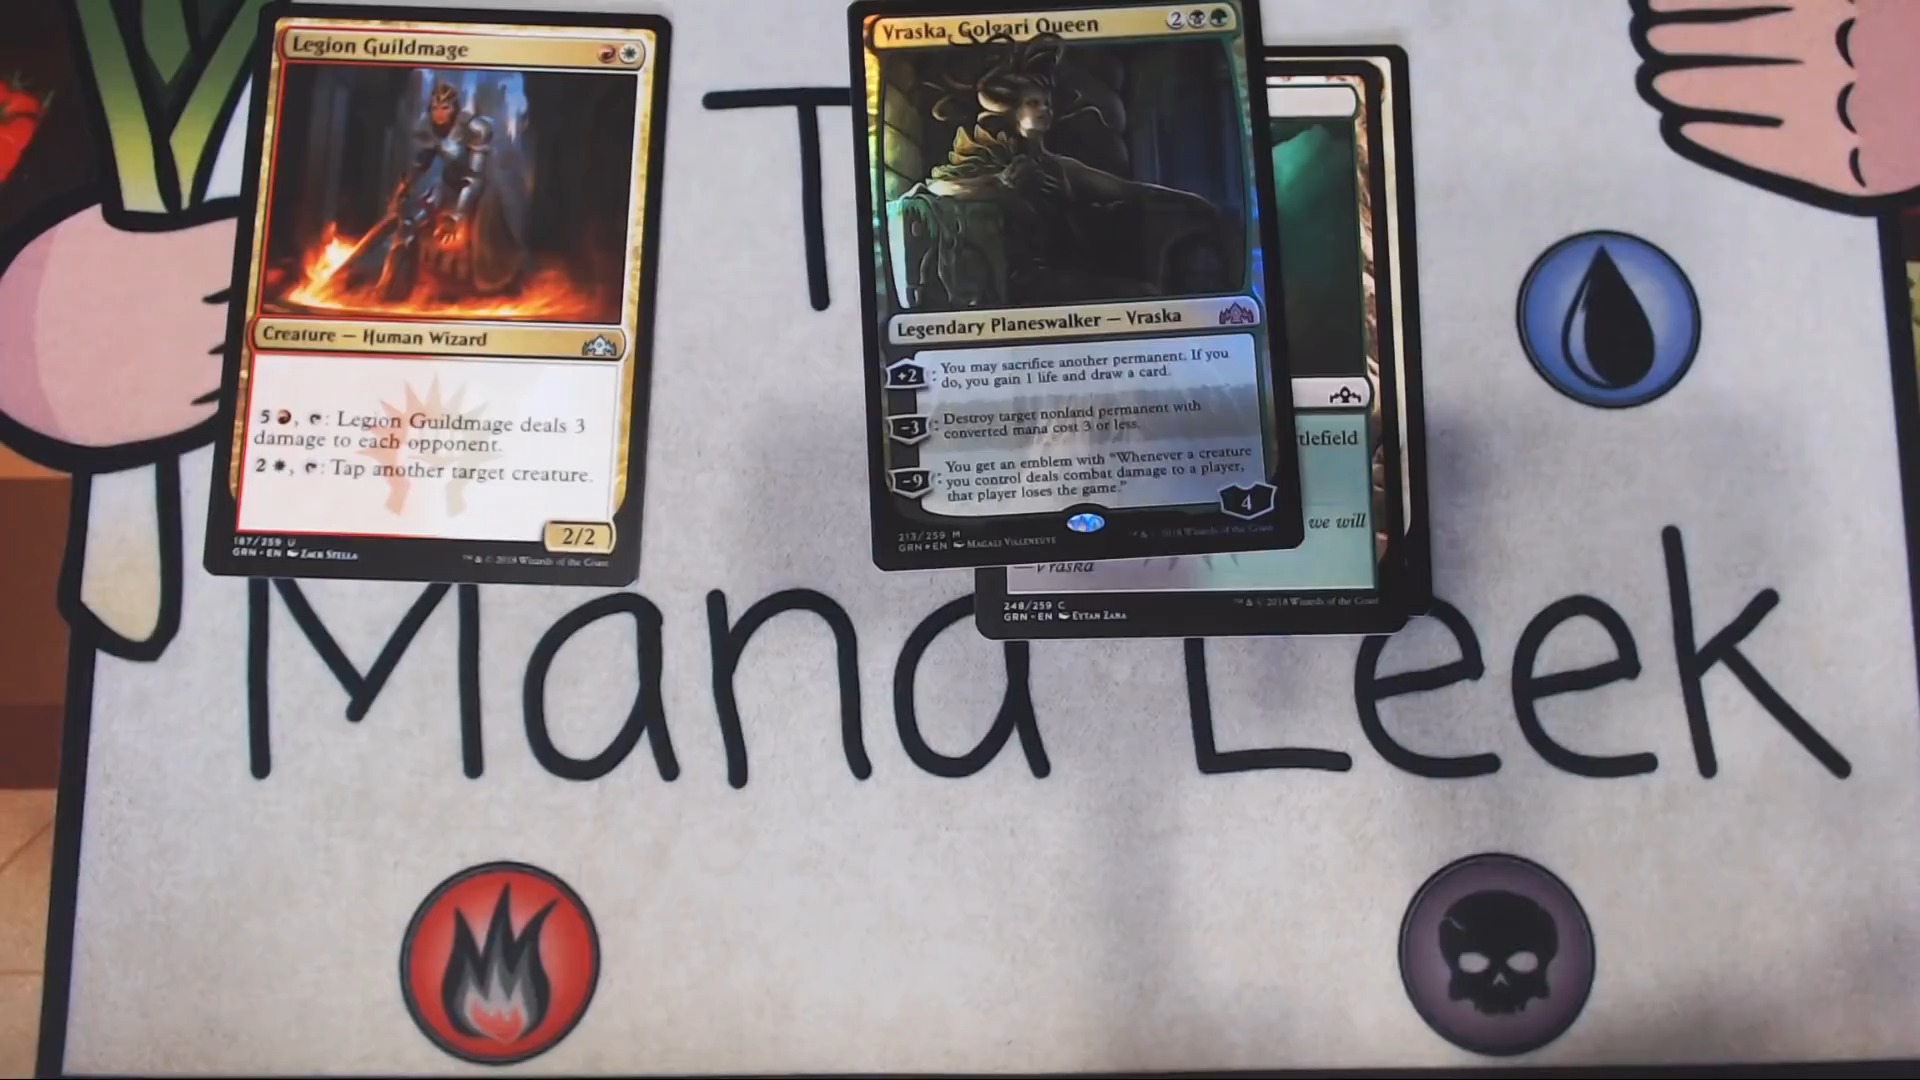 Legion Guildmage
Creature — Human Wizard
5 , : Legion Guildmage deals 3
damage to each opponent.
2 , : Tap another target creature.
2/2
187/259 U
GRN • EN Zack Stella
™ & © 2018 Wizards of the Coast
Vraska, Golgari Queen
2
Legendary Planeswalker — Vraska
+2 : You may sacrifice another permanent. If you
do, you gain 1 life and draw a card.
-3 : Destroy target nonland permanent with
converted mana cost 3 or less.
-9 : You get an emblem with "Whenever a creature
you control deals combat damage to a player,
that player loses the game."
4
213/259 M
GRN EN Magali Villeneuve
™ & © 2018 Wizards of the Coast
tlefield
we will
—Vraska
248/259 C
GRN • EN Eytan Zana
™ & © 2018 Wizards of the Coast
T
Mana Leek